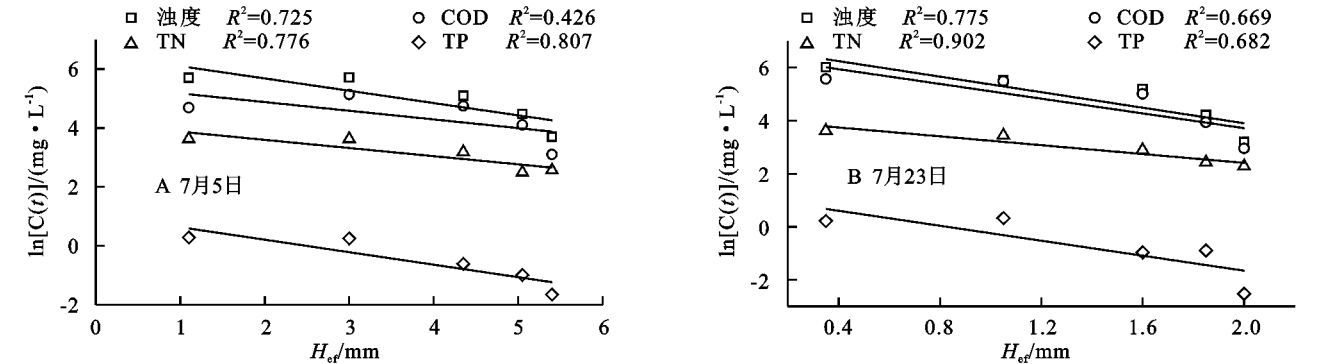 浊度 R²=0.725 COD R²=0.426
TN R²=0.776 TP R²=0.807
6
4
2
0
-2
0 1 2 3 4 5 6
ln[C(t)]/(mg·L⁻¹)
H_ef/mm
A 7月5日
浊度 R²=0.775 COD R²=0.669
TN R²=0.902 TP R²=0.682
6
4
2
0
-2
0.4 0.8 1.2 1.6 2.0
ln[C(t)]/(mg·L⁻¹)
H_ef/mm
B 7月23日